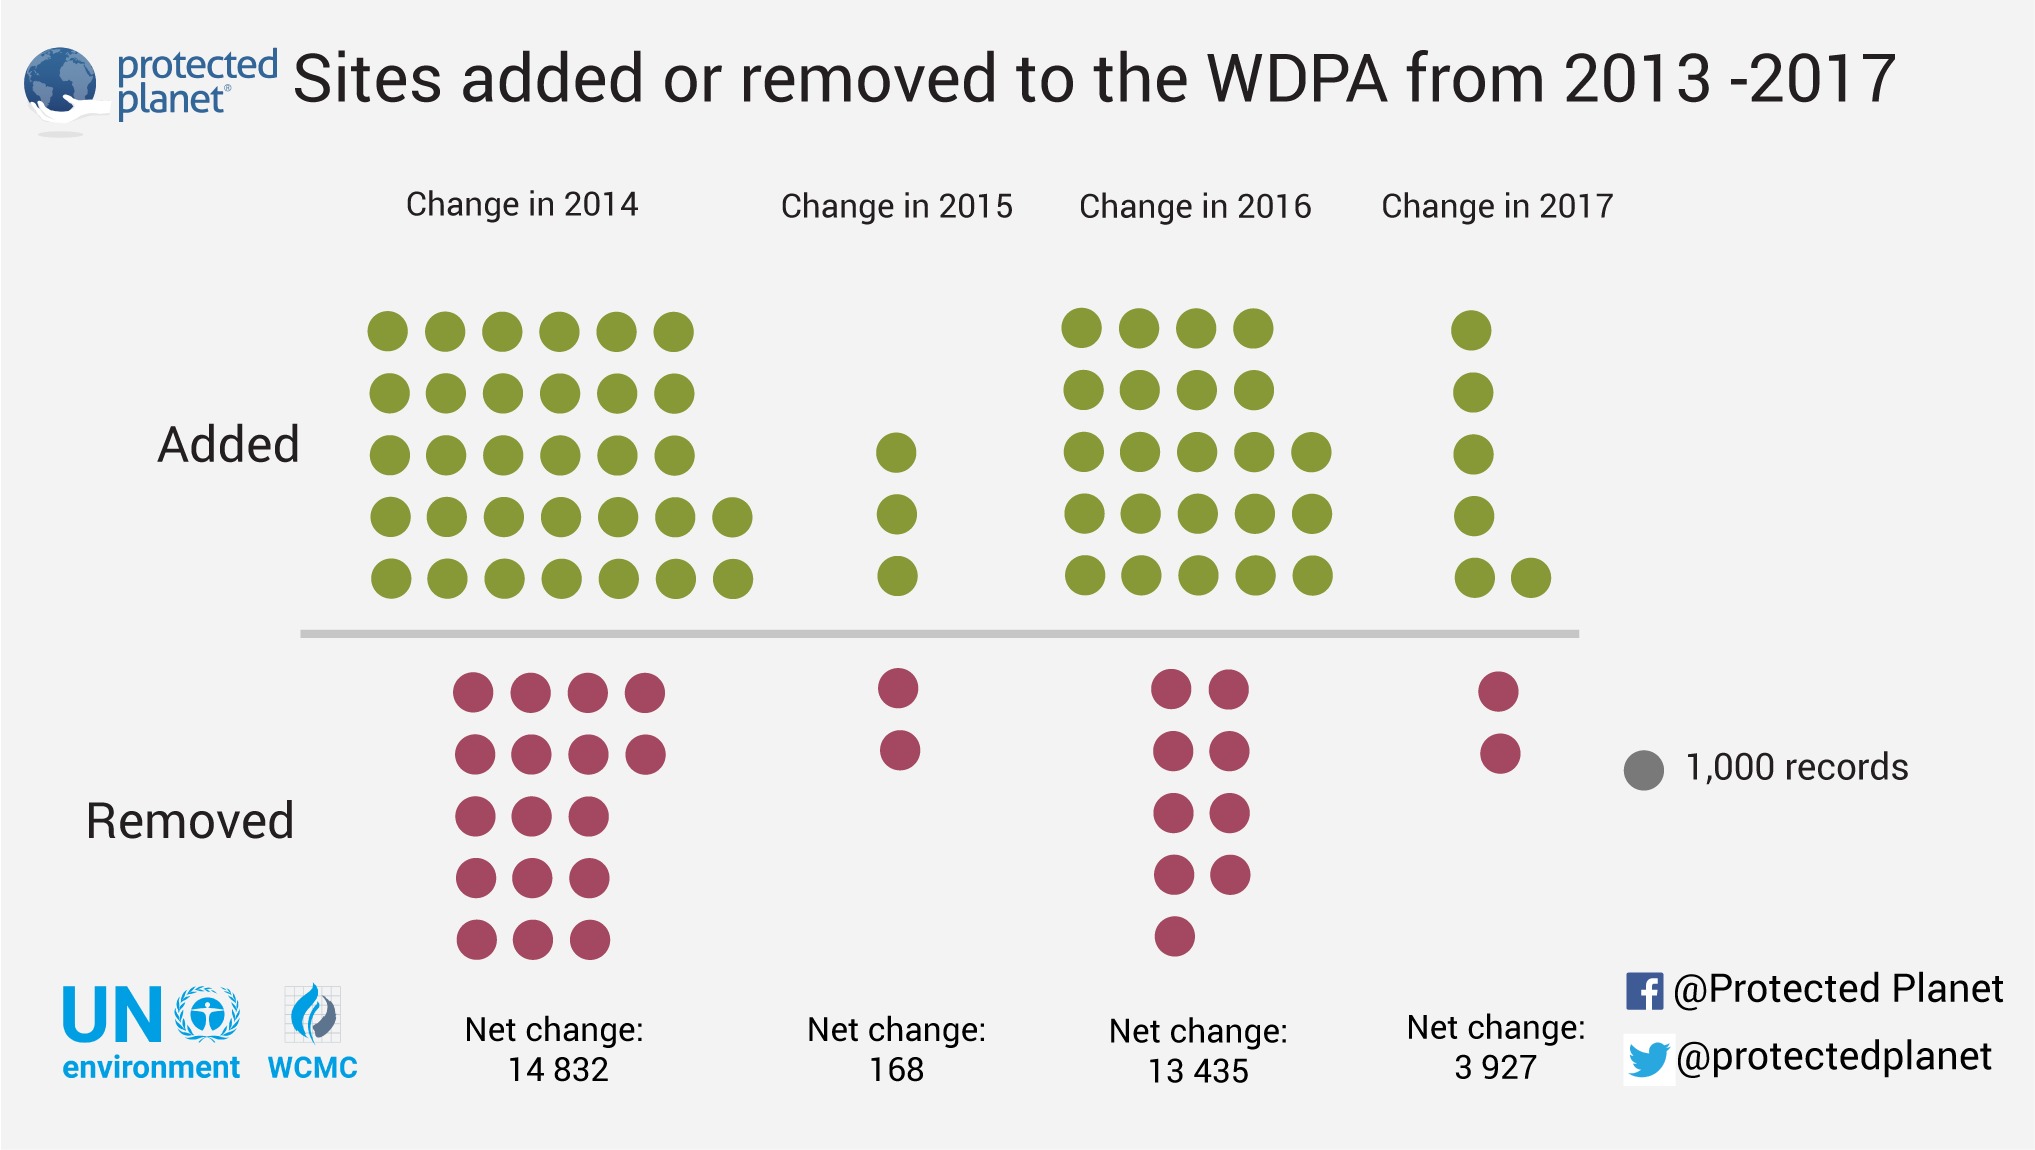 protected
planet®
Sites added or removed to the WDPA from 2013 -2017
Change in 2014
Change in 2015
Change in 2016
Change in 2017
Added
Removed
1,000 records
UN
environment
WCMC
Net change:
14 832
Net change:
168
Net change:
13 435
Net change:
3 927
@Protected Planet
@protectedplanet